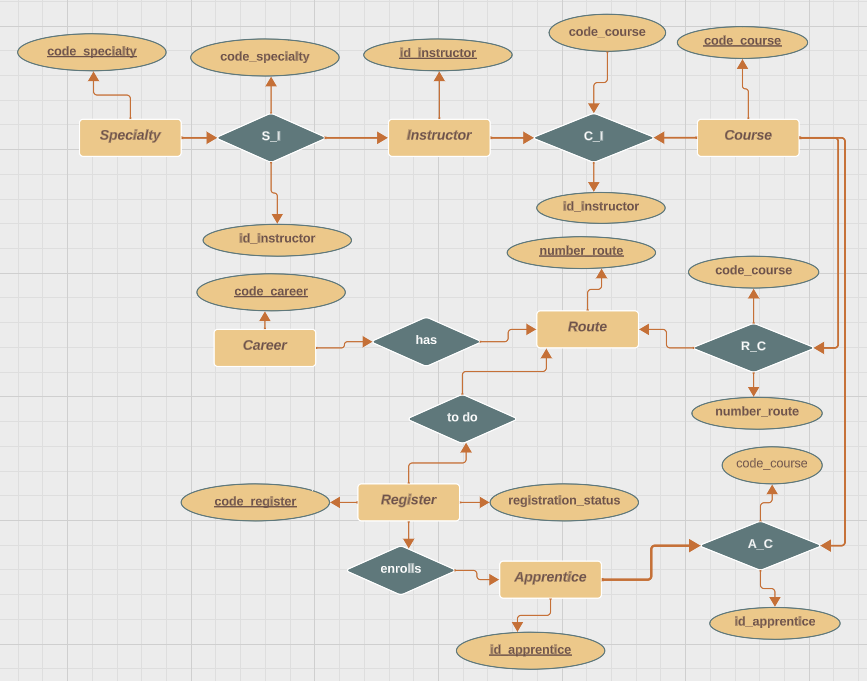 code_course
code_specialty
code_specialty
id_instructor
code_course
Specialty
S_I
Instructor
C_I
Course
id_instructor
id_instructor
number_route
code_course
code_career
Career
has
Route
R_C
to do
number_route
code_course
code_register
Register
registration_status
A_C
enrolls
Apprentice
id_apprentice
id_apprentice